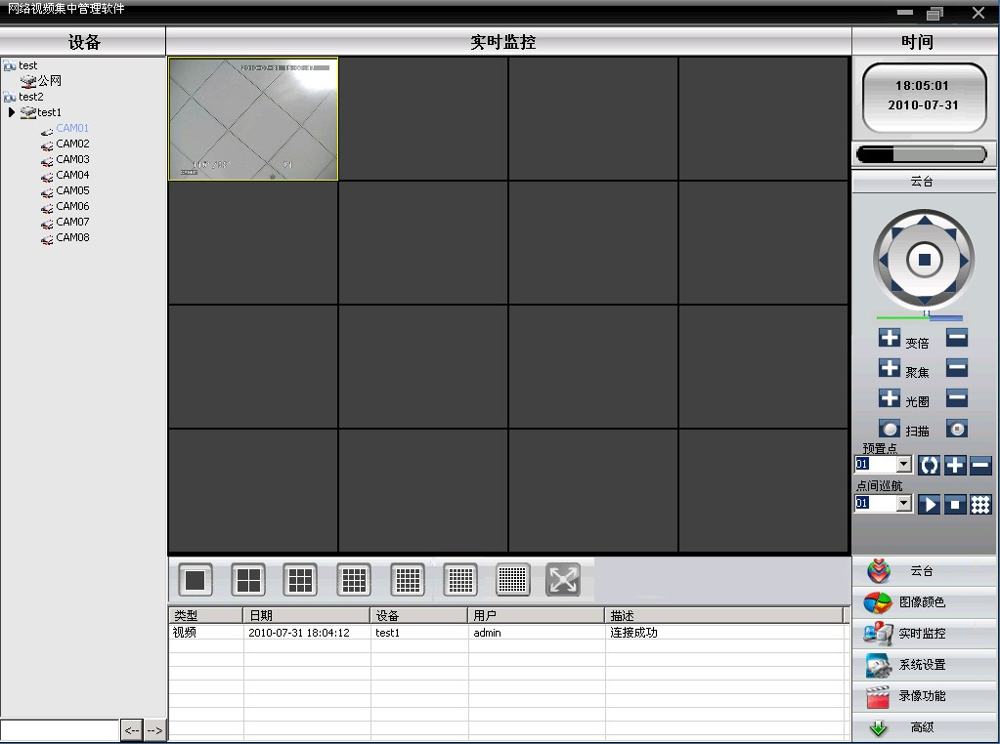 网络视频集中管理软件
设备
实时监控
时间
test
公网
test2
test1
CAM01
CAM02
CAM03
CAM04
CAM05
CAM06
CAM07
CAM08
18:05:01
2010-07-31
云台
变倍
聚焦
光圈
扫描
预置点
01
点间巡航
01
云台
图像颜色
实时监控
系统设置
录像功能
高级
类型 日期 设备 用户 描述
视频 2010-07-31 18:04:12 test1 admin 连接成功
<-- -->